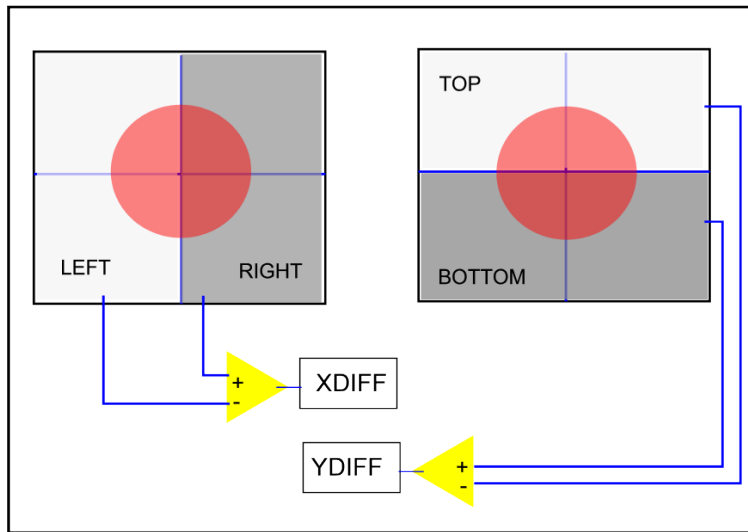 TOP
LEFT
RIGHT
BOTTOM
+
-
XDIFF
YDIFF
+
-